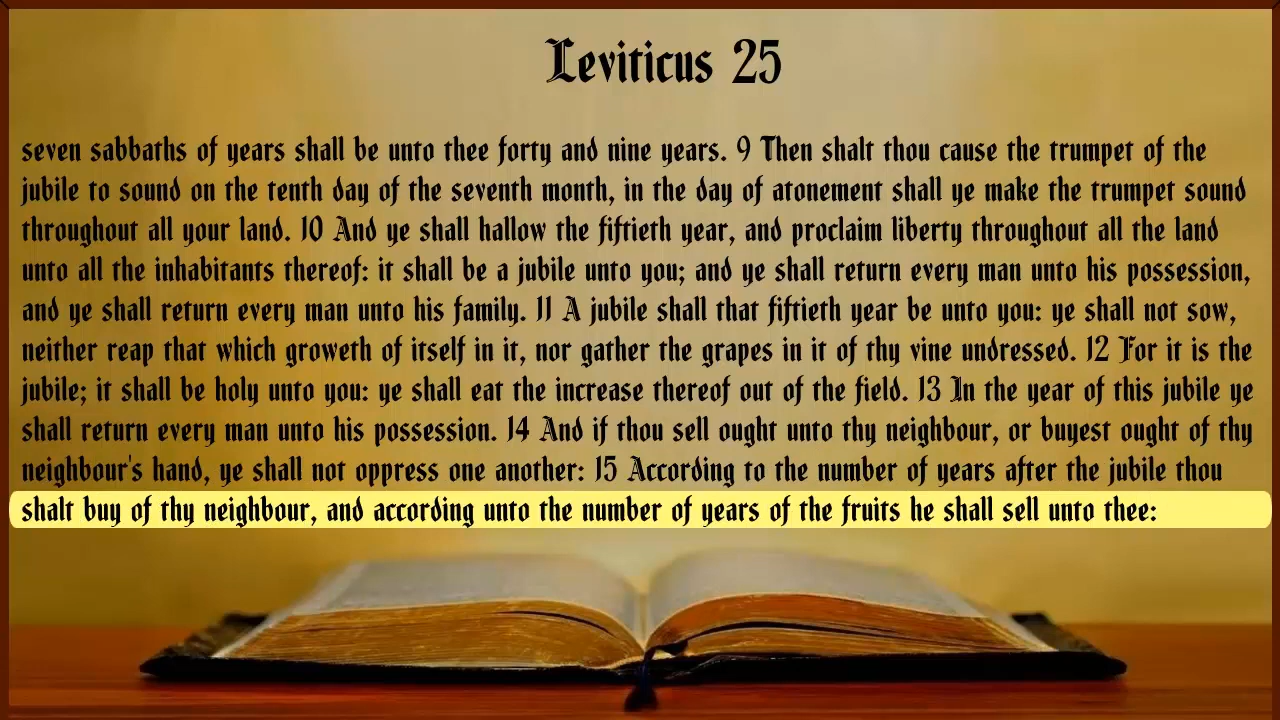 Leviticus 25
seven sabbaths of years shall be unto thee forty and nine years. 9 Then shalt thou cause the trumpet of the
jubile to sound on the tenth day of the seventh month, in the day of atonement shall ye make the trumpet sound
throughout all your land. 10 And ye shall hallow the fiftieth year, and proclaim liberty throughout all the land
unto all the inhabitants thereof: it shall be a jubile unto you; and ye shall return every man unto his possession,
and ye shall return every man unto his family. 11 A jubile shall that fiftieth year be unto you: ye shall not sow,
neither reap that which groweth of itself in it, nor gather the grapes in it of thy vine undressed. 12 For it is the
jubile; it shall be holy unto you: ye shall eat the increase thereof out of the field. 13 In the year of this jubile ye
shall return every man unto his possession. 14 And if thou sell ought unto thy neighbour, or buyest ought of thy
neighbour's hand, ye shall not oppress one another: 15 According to the number of years after the jubile thou
shalt buy of thy neighbour, and according unto the number of years of the fruits he shall sell unto thee: